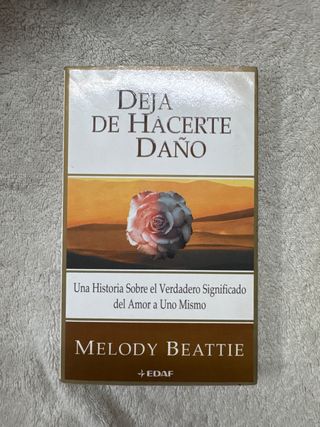 DEJA
DE HACERTE
DAÑO
Una Historia Sobre el Verdadero Significado
del Amor a Uno Mismo
MELODY BEATTIE
EDAF